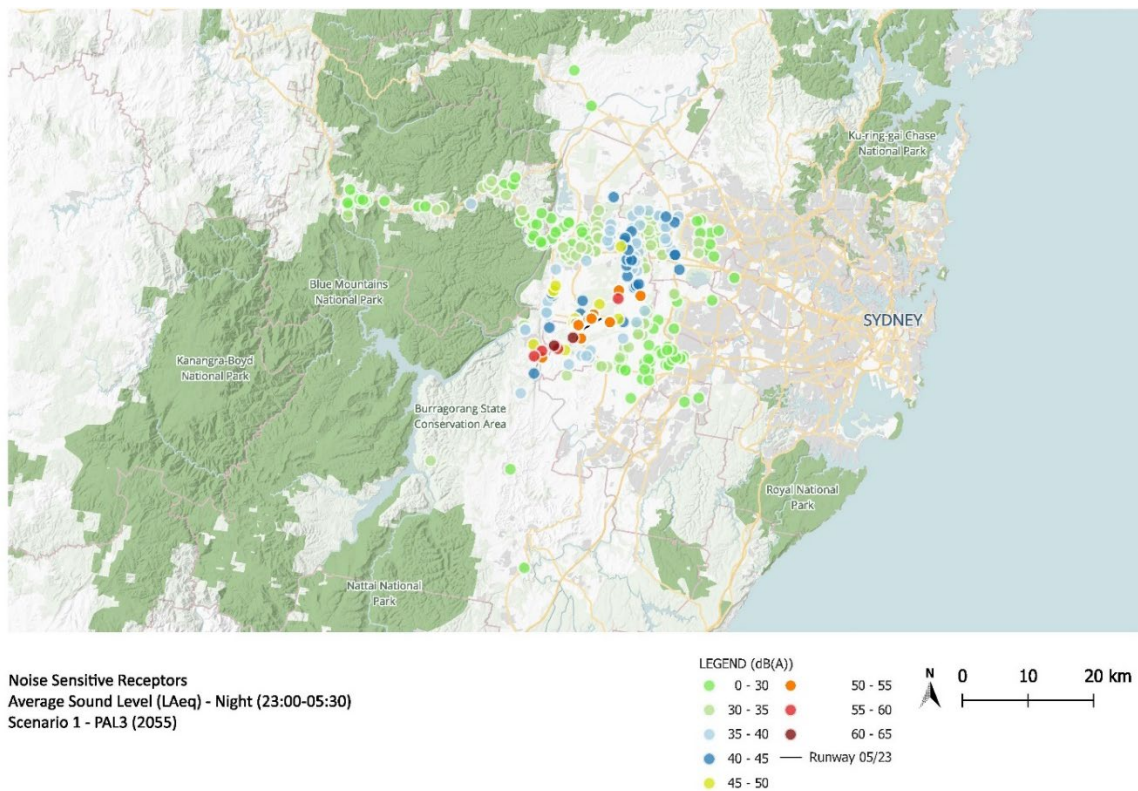 Ku-ring-gai Chase
National Park
Blue Mountains
National Park
SYDNEY
Kanangra-Boyd
National Park
Burragorang State
Conservation Area
Royal National
Park
Nattai National
Park
Noise Sensitive Receptors
Average Sound Level (LAeq) - Night (23:00-05:30)
Scenario 1 - PAL3 (2055)
LEGEND (dB(A))
0 - 30
50 - 55
30 - 35
55 - 60
35 - 40
60 - 65
40 - 45
Runway 05/23
45 - 50
N
0 10 20 km